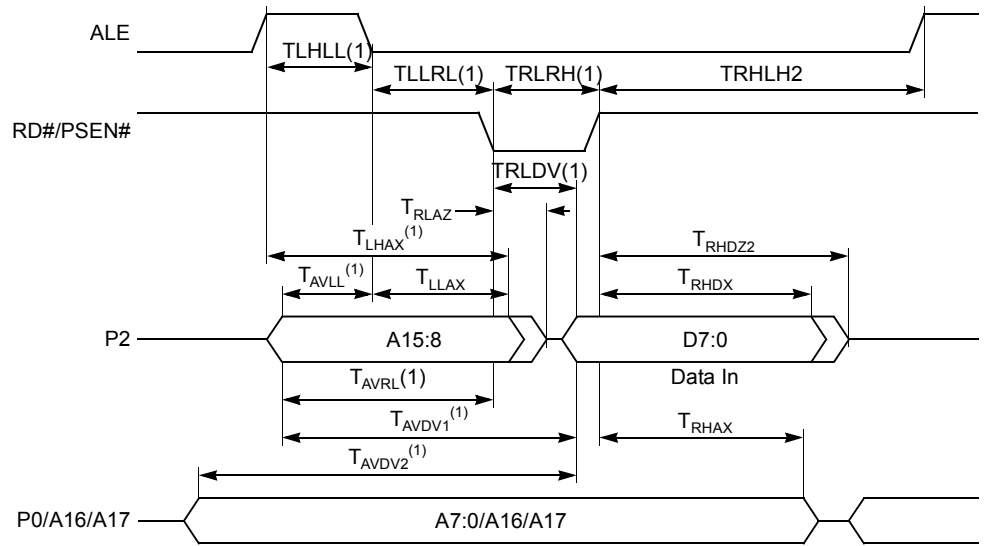 ALE
TLHLL(1)
TLLRL(1) TRLRH(1) TRHLH2
RD#/PSEN#
TRLDV(1)
TRLAZ
TLHAX(1) TRHDZ2
TAVLL(1) TLLAX TRHDX
P2 A15:8 D7:0
TAVRL(1) Data In
TAVDV1(1) TRHAX
TAVDV2(1)
P0/A16/A17 A7:0/A16/A17